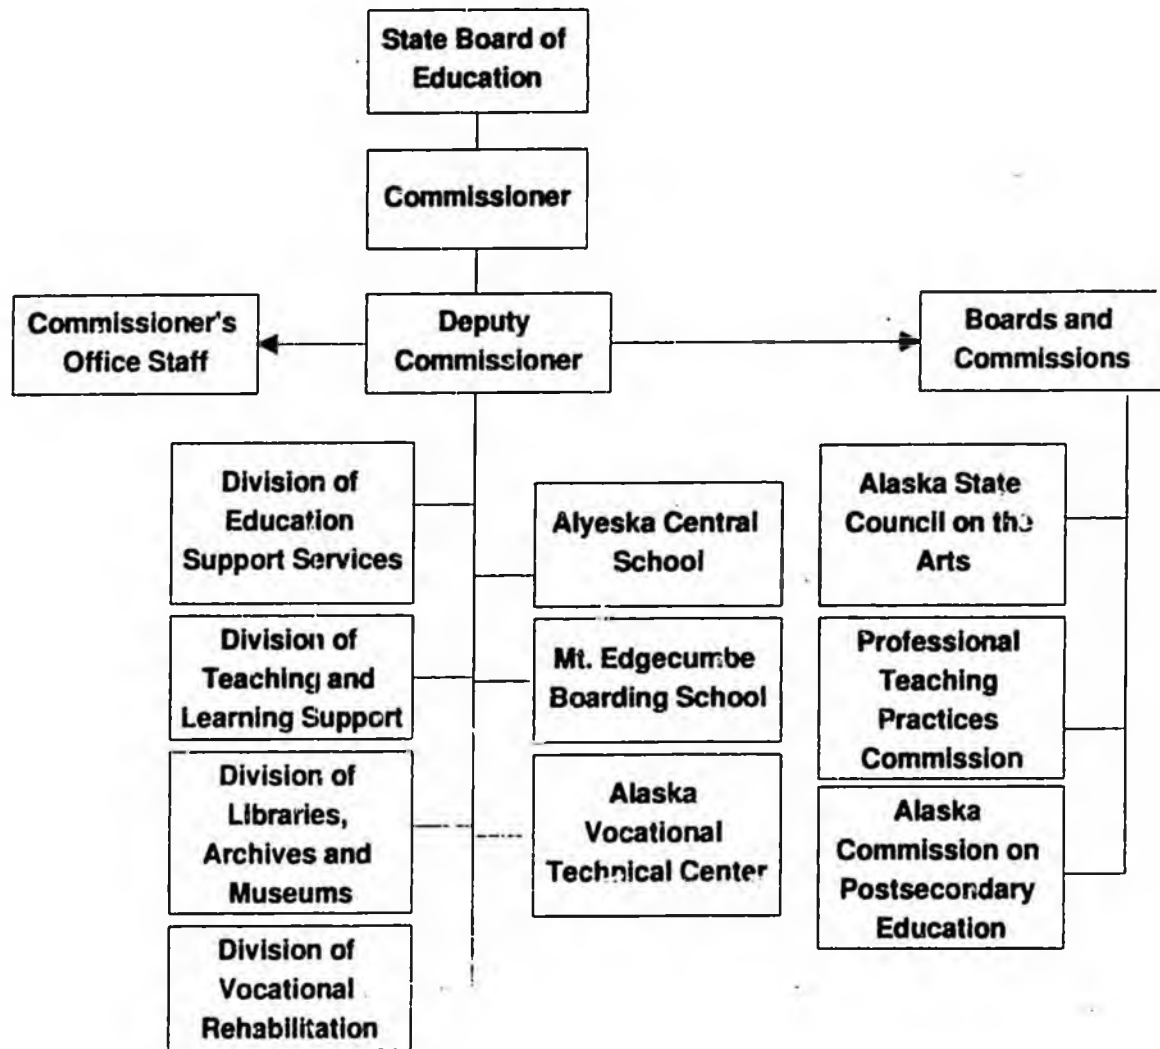 State Board of
Education
Commissioner
Commissioner's
Office Staff
Deputy
Commissioner
Boards and
Commissions
Division of
Education
Support Services
Division of
Teaching and
Learning Support
Division of
Libraries,
Archives and
Museums
Division of
Vocational
Rehabilitation
Alyeska Central
School
Mt. Edgecumbe
Boarding School
Alaska
Vocational
Technical Center
Alaska State
Council on the
Arts
Professional
Teaching
Practices
Commission
Alaska
Commission on
Postsecondary
Education